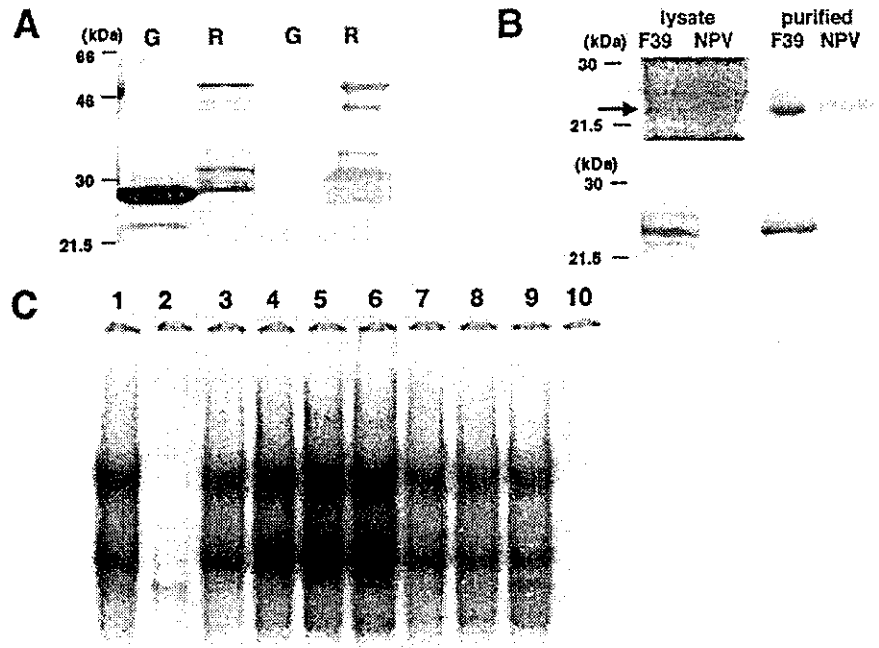 A
(kDa) G R G R
66
46
30
21.5
B
lysate purified
(kDa) F39 NPV F39 NPV
30
21.5
(kDa)
30
21.5
C
1 2 3 4 5 6 7 8 9 10